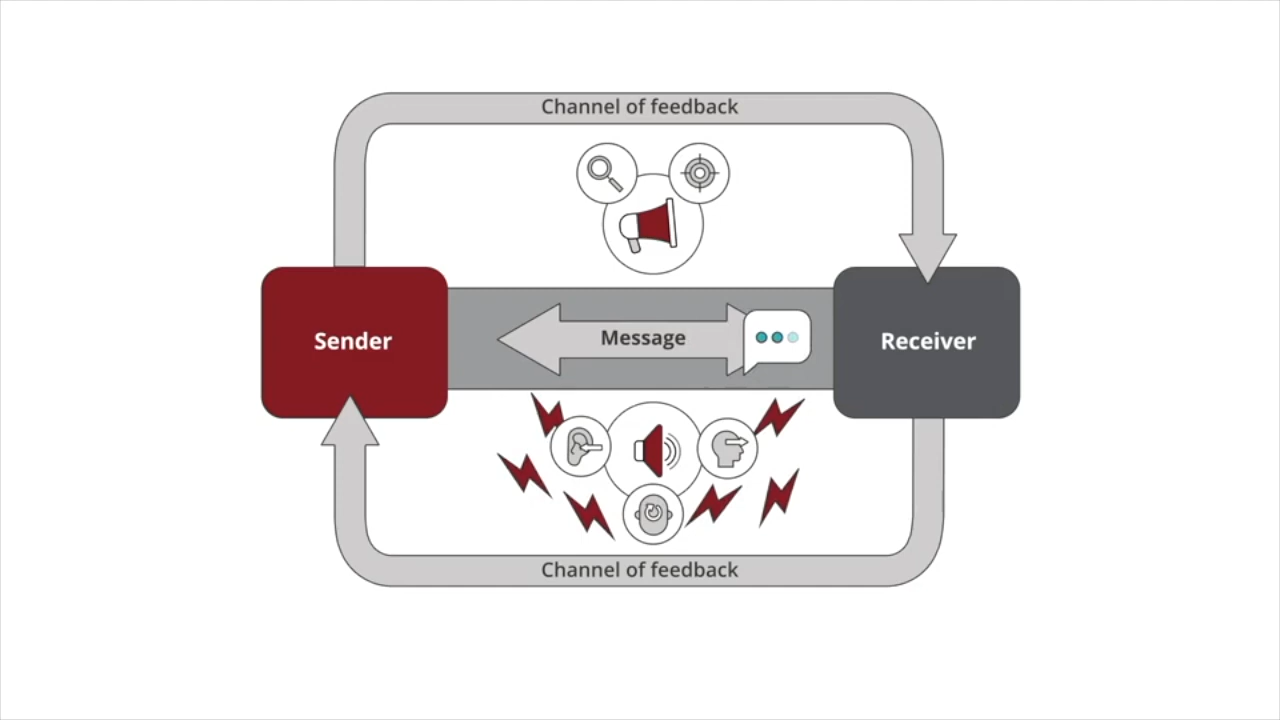 Channel of feedback
Sender
Message
Receiver
Channel of feedback